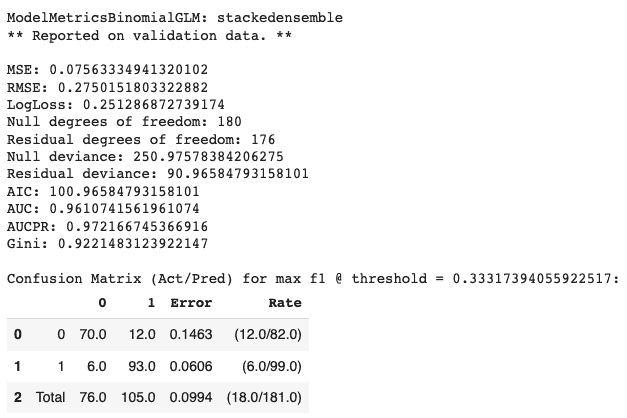 ModelMetricsBinomialGLM: stackedensemble
** Reported on validation data. **
MSE: 0.07563334941320102
RMSE: 0.2750151803322882
LogLoss: 0.251286872739174
Null degrees of freedom: 180
Residual degrees of freedom: 176
Null deviance: 250.97578384206275
Residual deviance: 90.96584793158101
AIC: 100.96584793158101
AUC: 0.9610741561961074
AUCPR: 0.972166745366916
Gini: 0.9221483123922147
Confusion Matrix (Act/Pred) for max f1 @ threshold = 0.33317394055922517:
0 1 Error Rate
0 0 70.0 12.0 0.1463 (12.0/82.0)
1 1 6.0 93.0 0.0606 (6.0/99.0)
2 Total 76.0 105.0 0.0994 (18.0/181.0)